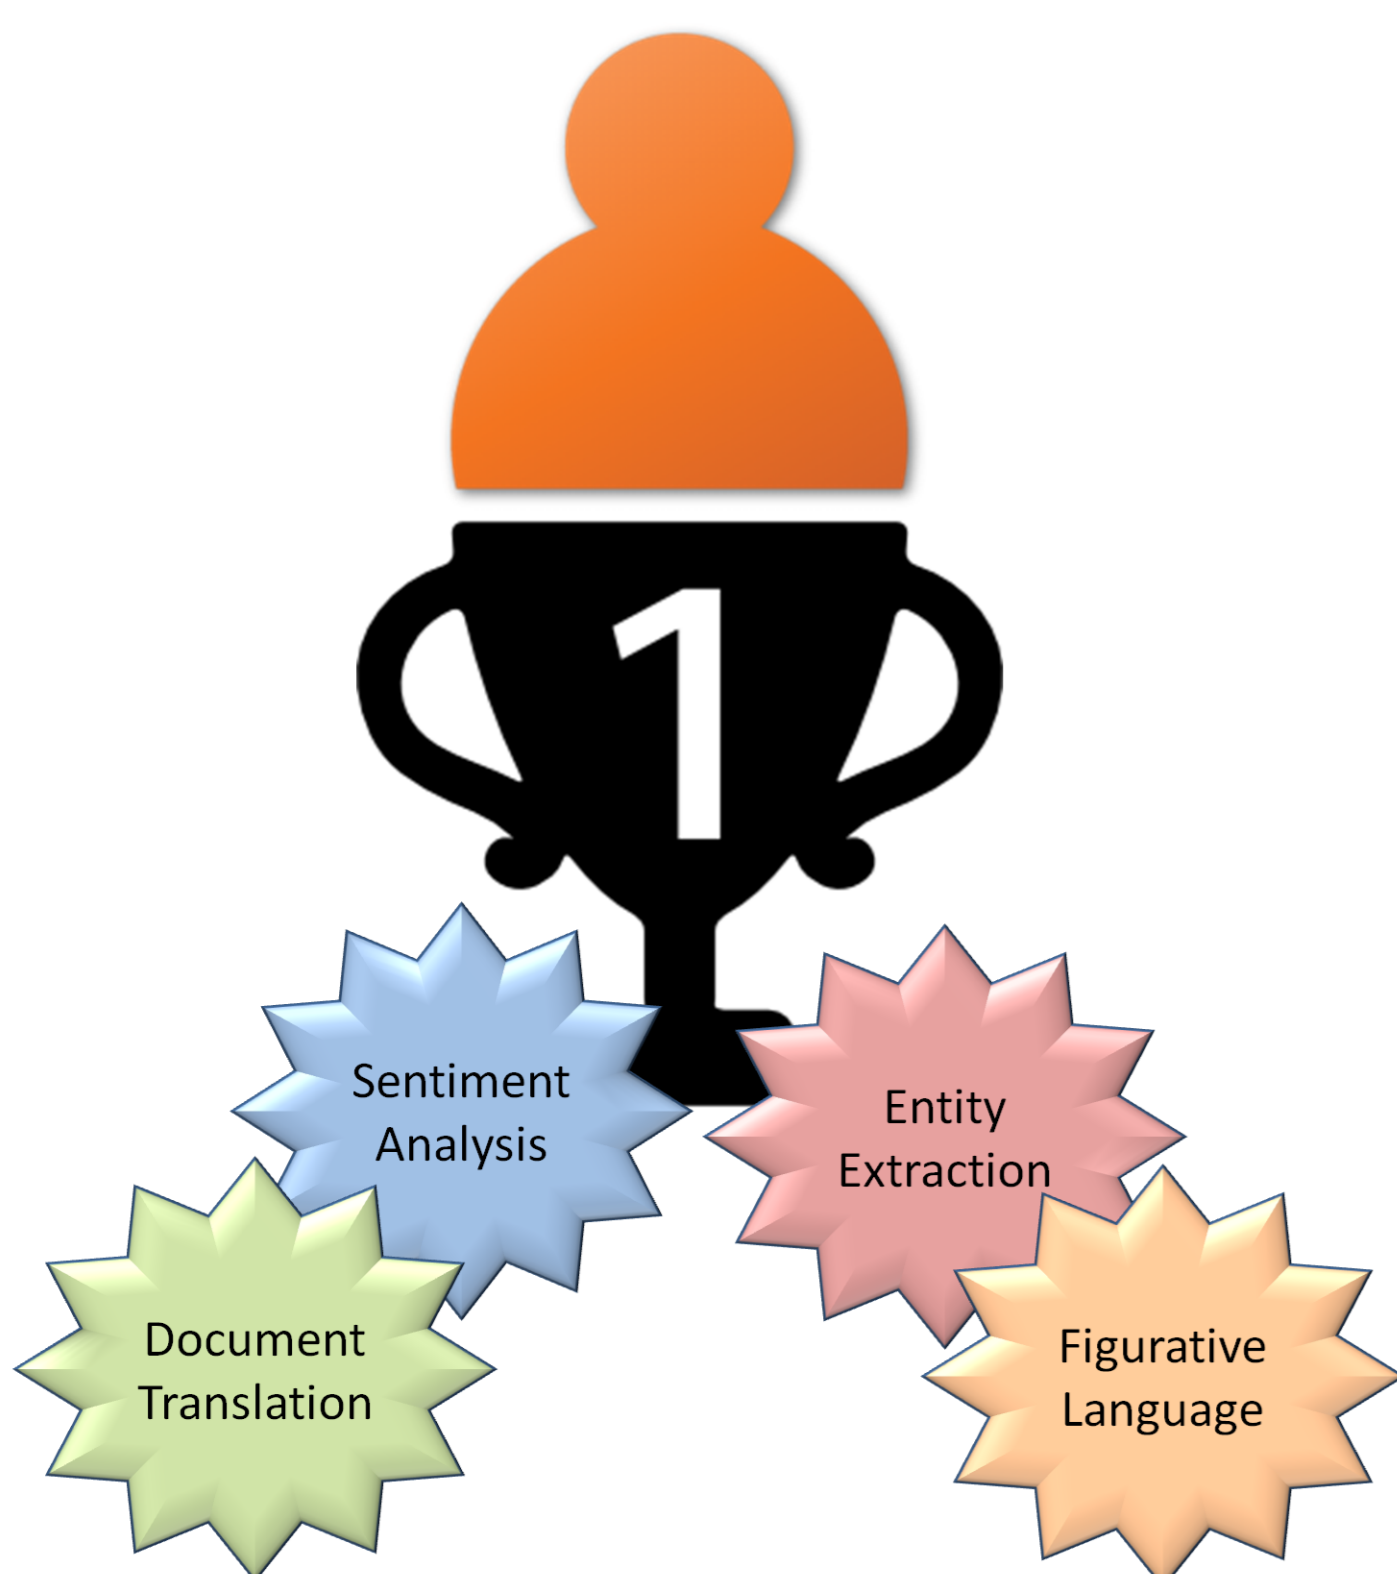 1
Sentiment
Analysis
Entity
Extraction
Document
Translation
Figurative
Language